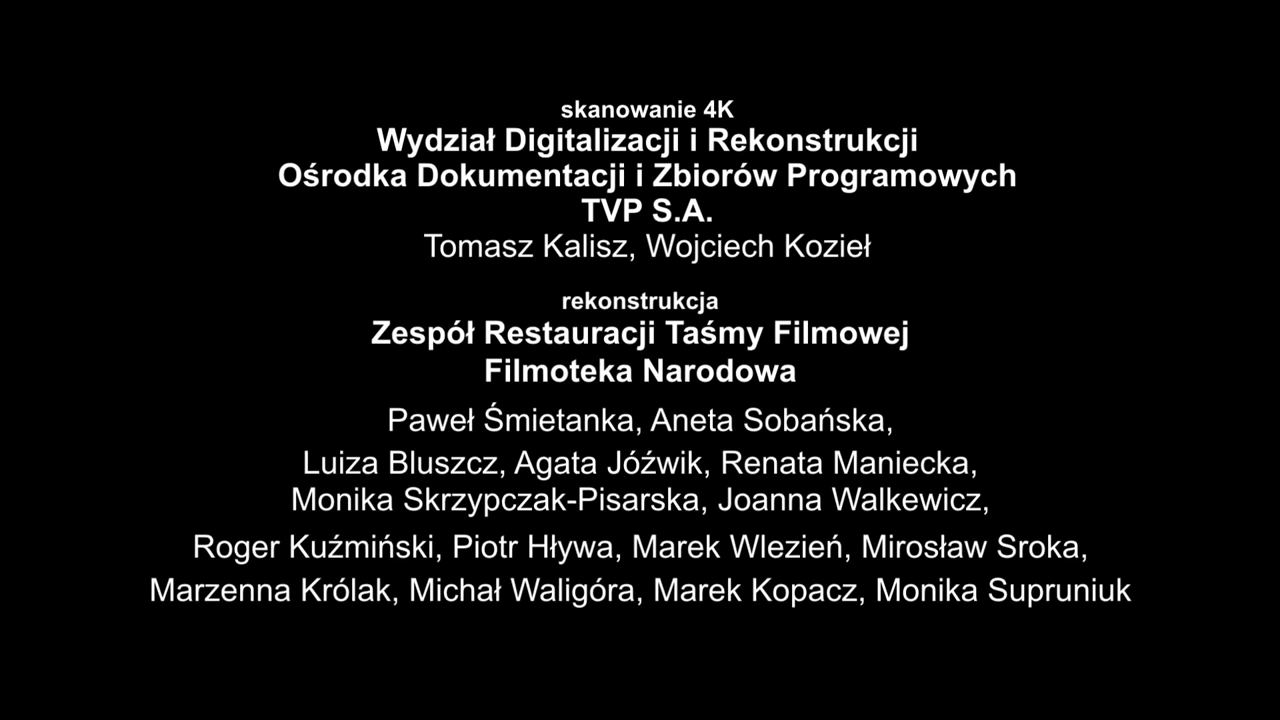 skanowanie 4K
Wydział Digitalizacji i Rekonstrukcji
Ośrodka Dokumentacji i Zbiorów Programowych
TVP S.A.
Tomasz Kalisz, Wojciech Kozieł
rekonstrukcja
Zespół Restauracji Taśmy Filmowej
Filmoteka Narodowa
Paweł Śmietanka, Aneta Sobańska,
Luiza Bluszcz, Agata Jóźwik, Renata Maniecka,
Monika Skrzypczak-Pisarska, Joanna Walkewicz,
Roger Kuźmiński, Piotr Hływa, Marek Wlezień, Mirosław Sroka,
Marzenna Królak, Michał Waligóra, Marek Kopacz, Monika Supruniuk